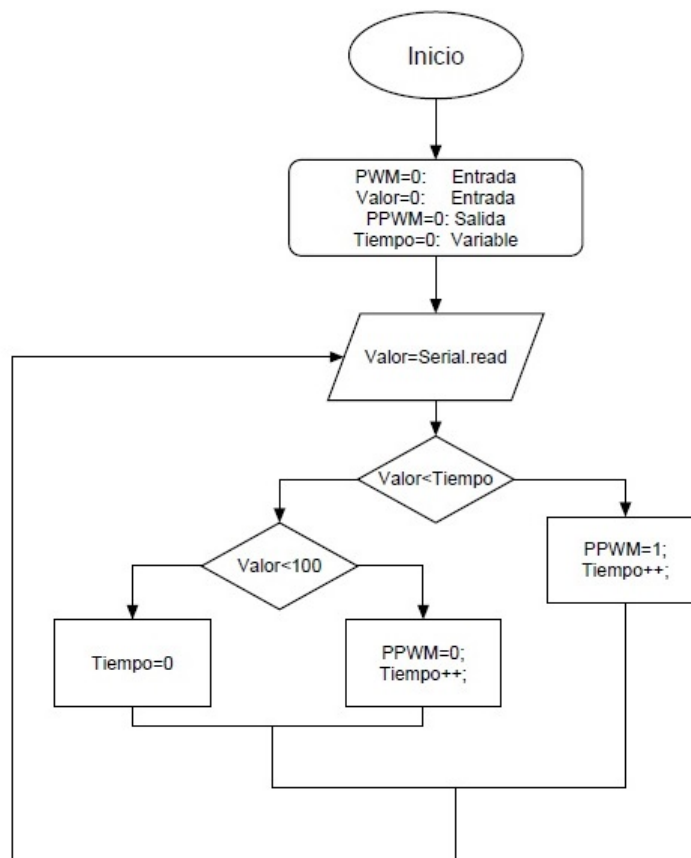 Inicio
PWM=0: Entrada
Valor=0: Entrada
PPWM=0: Salida
Tiempo=0: Variable
Valor=Serial.read
Valor<Tiempo
Valor<100
PPWM=1;
Tiempo++;
Tiempo=0
PPWM=0;
Tiempo++;